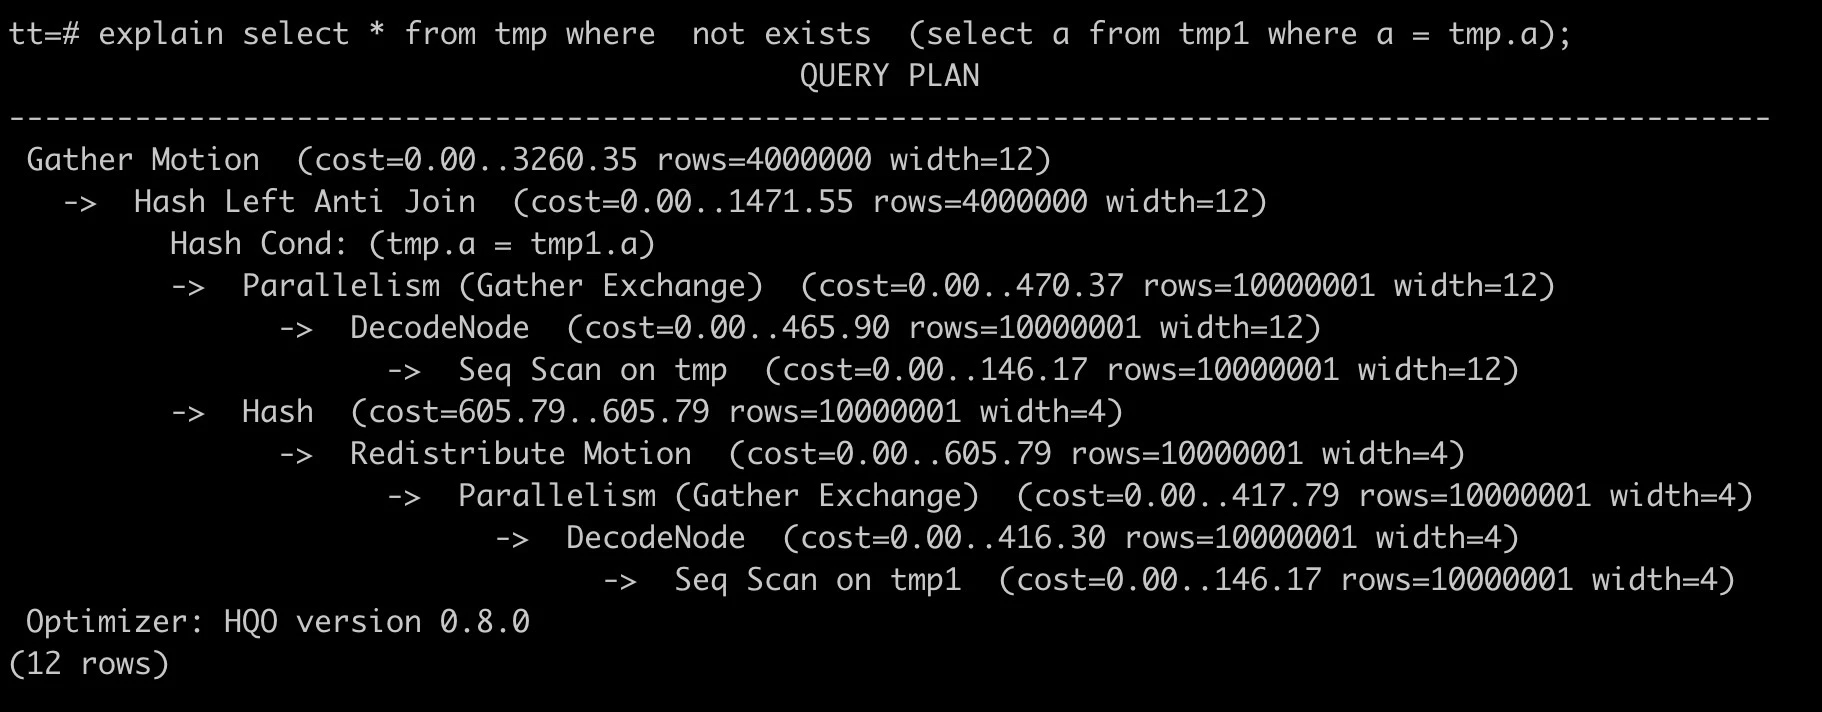 tt=# explain select * from tmp where  not exists  (select a from tmp1 where a = tmp.a);
                                            QUERY PLAN
--------------------------------------------------------------------------------------------------
 Gather Motion  (cost=0.00..3260.35 rows=4000000 width=12)
   ->  Hash Left Anti Join  (cost=0.00..1471.55 rows=4000000 width=12)
         Hash Cond: (tmp.a = tmp1.a)
         ->  Parallelism (Gather Exchange)  (cost=0.00..470.37 rows=10000001 width=12)
               ->  DecodeNode  (cost=0.00..465.90 rows=10000001 width=12)
                     ->  Seq Scan on tmp  (cost=0.00..146.17 rows=10000001 width=12)
         ->  Hash  (cost=605.79..605.79 rows=10000001 width=4)
               ->  Redistribute Motion  (cost=0.00..605.79 rows=10000001 width=4)
                     ->  Parallelism (Gather Exchange)  (cost=0.00..417.79 rows=10000001 width=4)
                           ->  DecodeNode  (cost=0.00..416.30 rows=10000001 width=4)
                                 ->  Seq Scan on tmp1  (cost=0.00..146.17 rows=10000001 width=4)
 Optimizer: HQO version 0.8.0
(12 rows)